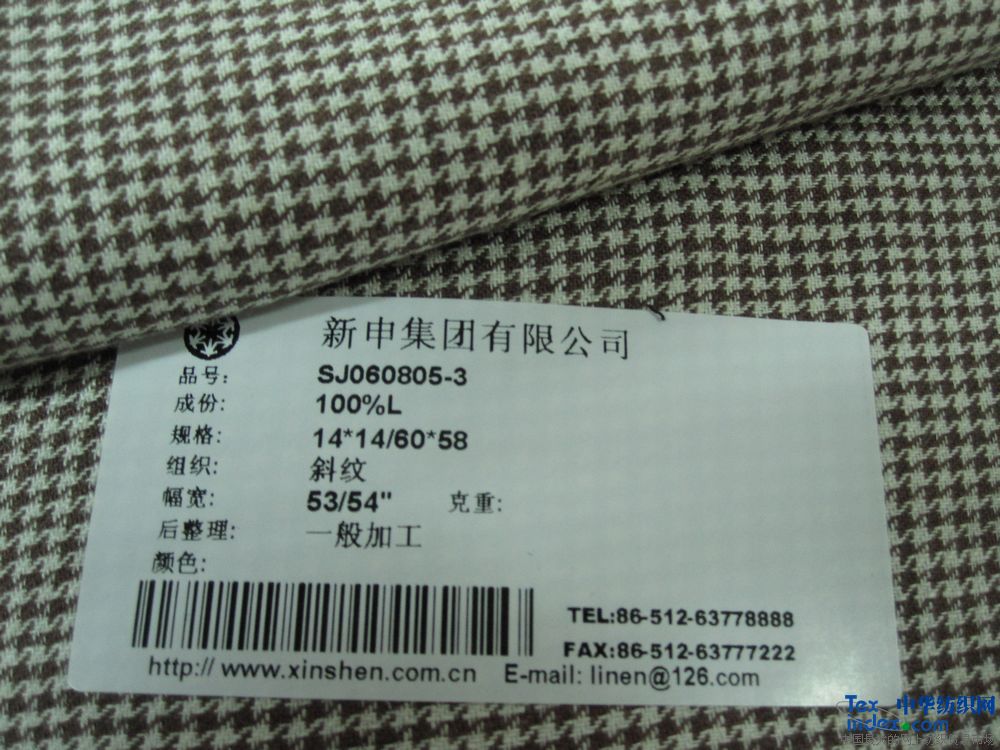 新申集团有限公司
品号: SJ060805-3
成份: 100%L
规格: 14*14/60*58
组织: 斜纹
幅宽: 53/54" 克重:
后整理: 一般加工
颜色:
TEL:86-512-63778888
FAX:86-512-63777222
http:// www.xinshen.com.cn E-mail: linen@126.com
Tex 中华纺织网
index.com